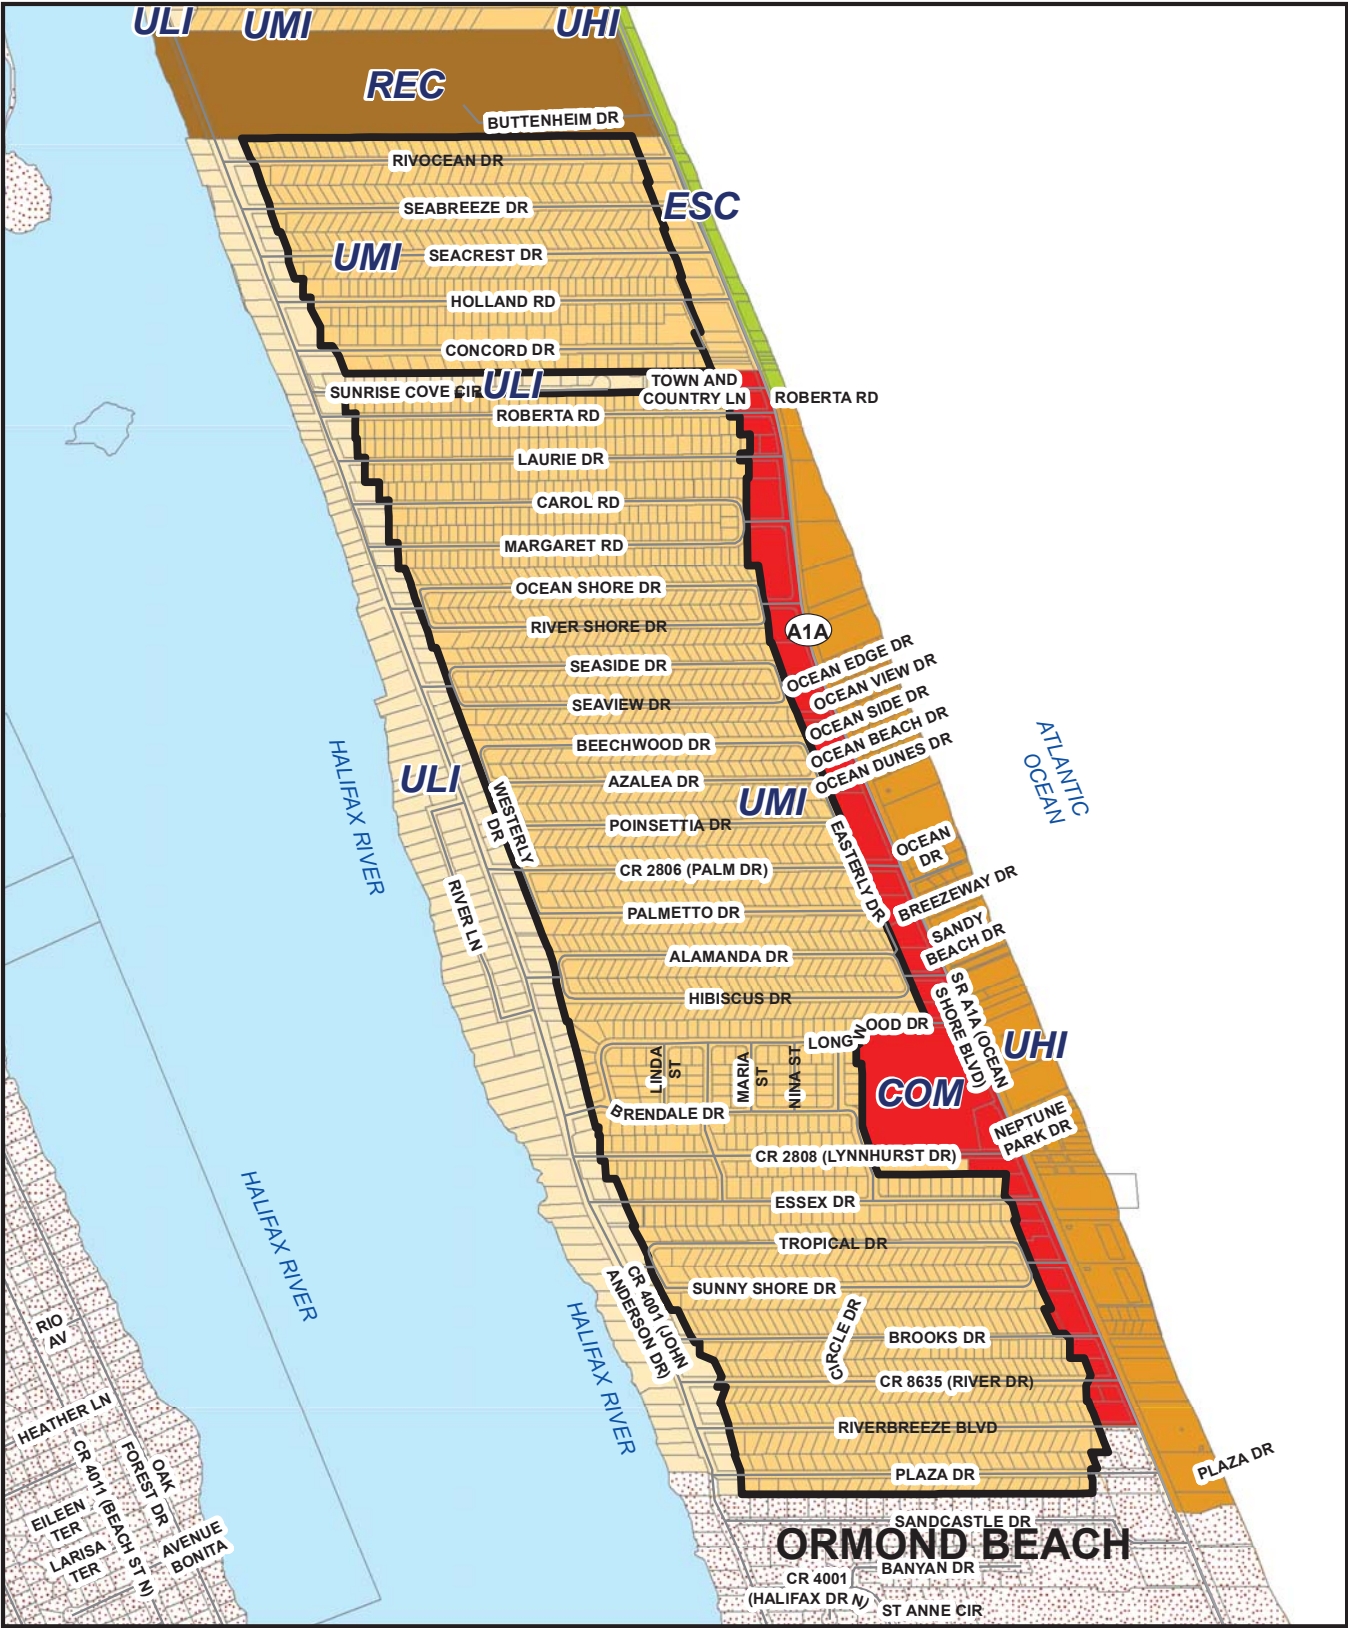 ULI
UMI
UHI
REC
BUTTENHEIM DR
RIVOCEAN DR
SEABREEZE DR
ESC
UMI
SEACREST DR
HOLLAND RD
CONCORD DR
SUNRISE COVE CIR
ULI
TOWN AND
COUNTRY LN
ROBERTA RD
ROBERTA RD
LAURIE DR
CAROL RD
MARGARET RD
OCEAN SHORE DR
RIVER SHORE DR
A1A
SEASIDE DR
SEAVIEW DR
OCEAN EDGE DR
OCEAN VIEW DR
OCEAN SIDE DR
OCEAN BEACH DR
OCEAN DUNES DR
BEECHWOOD DR
AZALEA DR
ULI
WESTERLY
DR
UMI
POINSETTIA DR
EASTERLY DR
ATLANTIC
OCEAN
HALIFAX RIVER
CR 2806 (PALM DR)
OCEAN
DR
BREEZEWAY DR
PALMETTO DR
RIVER LN
SANDY
BEACH DR
ALAMANDA DR
HIBISCUS DR
SR A1A (OCEAN
SHORE BLVD)
LONGWOOD DR
UHI
LINDA
ST
MARIA
ST
NINA ST
COM
BRENDALE DR
NEPTUNE
PARK DR
CR 2808 (LYNNHURST DR)
ESSEX DR
HALIFAX RIVER
TROPICAL DR
SUNNY SHORE DR
CR 4001 (JOHN
ANDERSON DR)
CIRCLE DR
BROOKS DR
HALIFAX RIVER
CR 8635 (RIVER DR)
RIVERBREEZE BLVD
PLAZA DR
PLAZA DR
RIO
AV
HEATHER LN
CR 4011 (BEACH ST N)
OAK
FOREST DR
EILEEN
TER
LARISA
TER
AVENUE
BONITA
SANDCASTLE DR
ORMOND BEACH
BANYAN DR
CR 4001
(HALIFAX DR N)
ST ANNE CIR